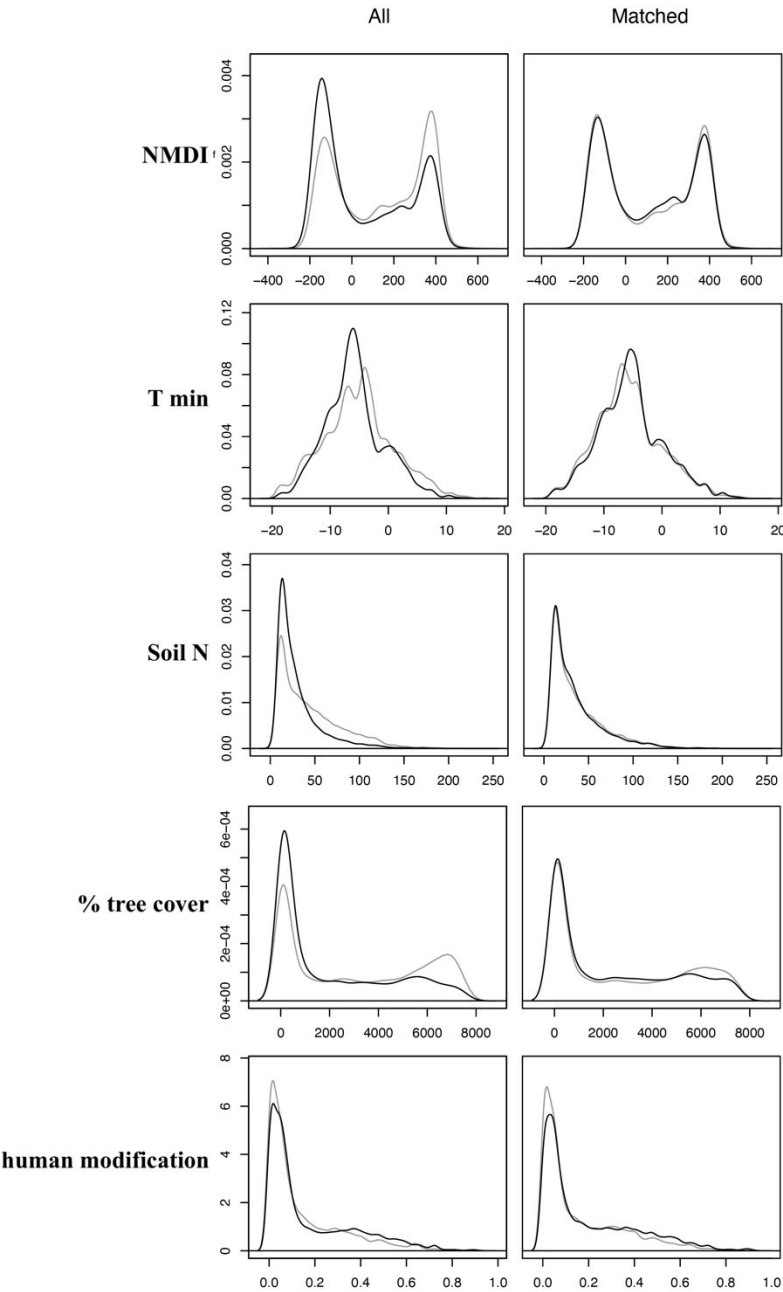 All Matched
NMDI
0.000 0.002 0.004
−400 −200 0 200 400 600 −400 −200 0 200 400 600
T min
0.00 0.04 0.08 0.12
−20 −10 0 10 20 −20 −10 0 10 20
Soil N
0.00 0.01 0.02 0.03 0.04
0 50 100 150 200 250 0 50 100 150 200 250
% tree cover
0e+00 2e−04 4e−04 6e−04
0 2000 4000 6000 8000 0 2000 4000 6000 8000
human modification
0 2 4 6 8
0.0 0.2 0.4 0.6 0.8 1.0 0.0 0.2 0.4 0.6 0.8 1.0